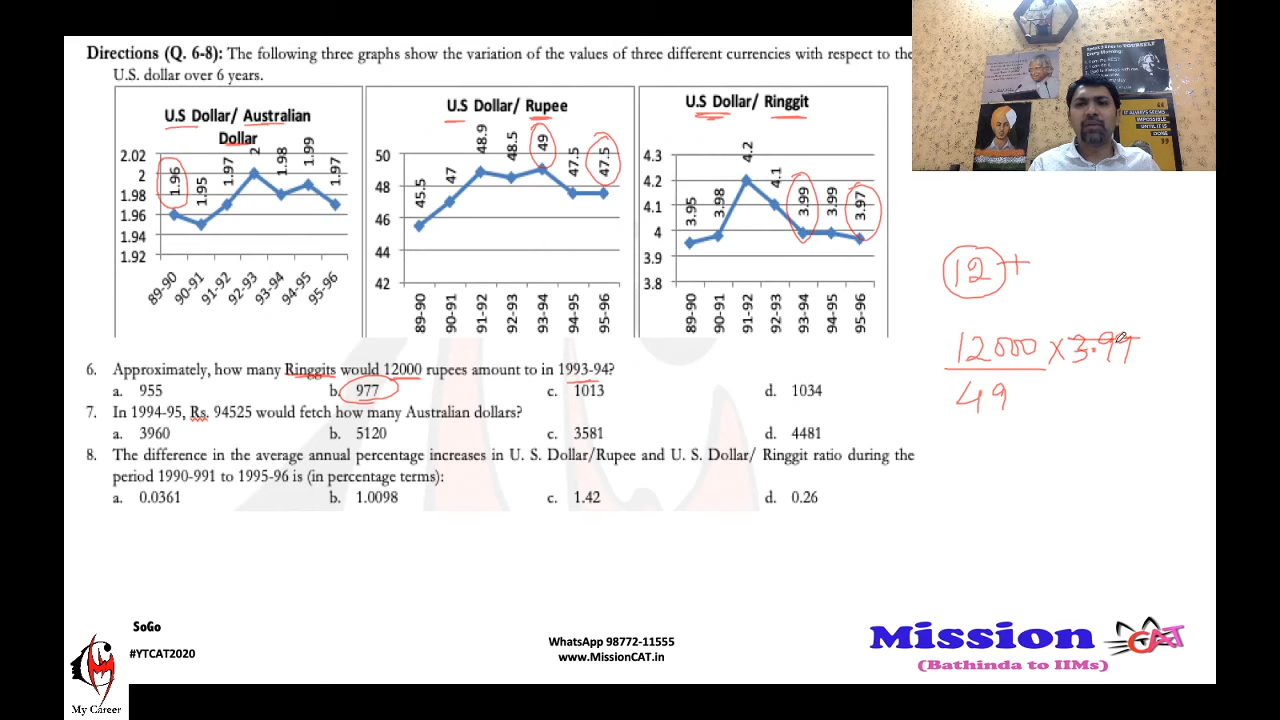 Directions (Q. 6-8): The following three graphs show the variation of the values of three different currencies with respect to the
U.S. dollar over 6 years.
U.S Dollar/ Australian
Dollar
2.02
2
1.98
1.96
1.94
1.92
1.96
1.95
1.97
2
1.98
1.99
1.97
89-90
90-91
91-92
92-93
93-94
94-95
95-96
U.S Dollar/ Rupee
50
48
46
44
42
45.5
47
48.9
48.5
49
47.5
47.5
89-90
90-91
91-92
92-93
93-94
94-95
95-96
U.S Dollar/ Ringgit
4.3
4.2
4.1
4
3.9
3.8
3.95
3.98
4.2
4.1
3.99
3.99
3.97
89-90
90-91
91-92
92-93
93-94
94-95
95-96
6. Approximately, how many Ringgits would 12000 rupees amount to in 1993-94?
a. 955 b. 977 c. 1013 d. 1034
7. In 1994-95, Rs. 94525 would fetch how many Australian dollars?
a. 3960 b. 5120 c. 3581 d. 4481
8. The difference in the average annual percentage increases in U. S. Dollar/Rupee and U. S. Dollar/ Ringgit ratio during the
period 1990-991 to 1995-96 is (in percentage terms):
a. 0.0361 b. 1.0098 c. 1.42 d. 0.26
12 +
12000 × 3.99
49
IT ALWAYS SEEMS
IMPOSSIBLE
UNTIL IT IS
DONE
SoGo
#YTCAT2020
My Career
WhatsApp 98772-11555
www.MissionCAT.in
Mission CAT
(Bathinda to IIMs)